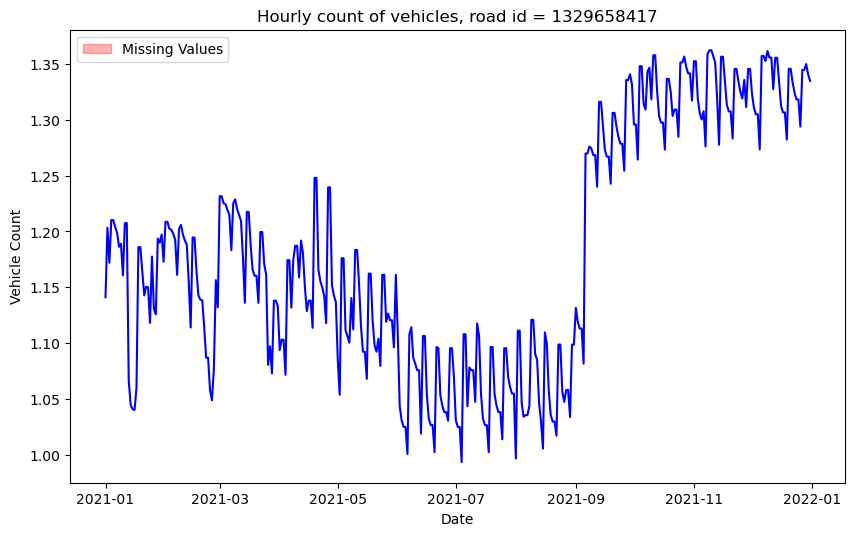 Hourly count of vehicles, road id = 1329658417
Missing Values
Vehicle Count
1.35
1.30
1.25
1.20
1.15
1.10
1.05
1.00
2021-01 2021-03 2021-05 2021-07 2021-09 2021-11 2022-01
Date